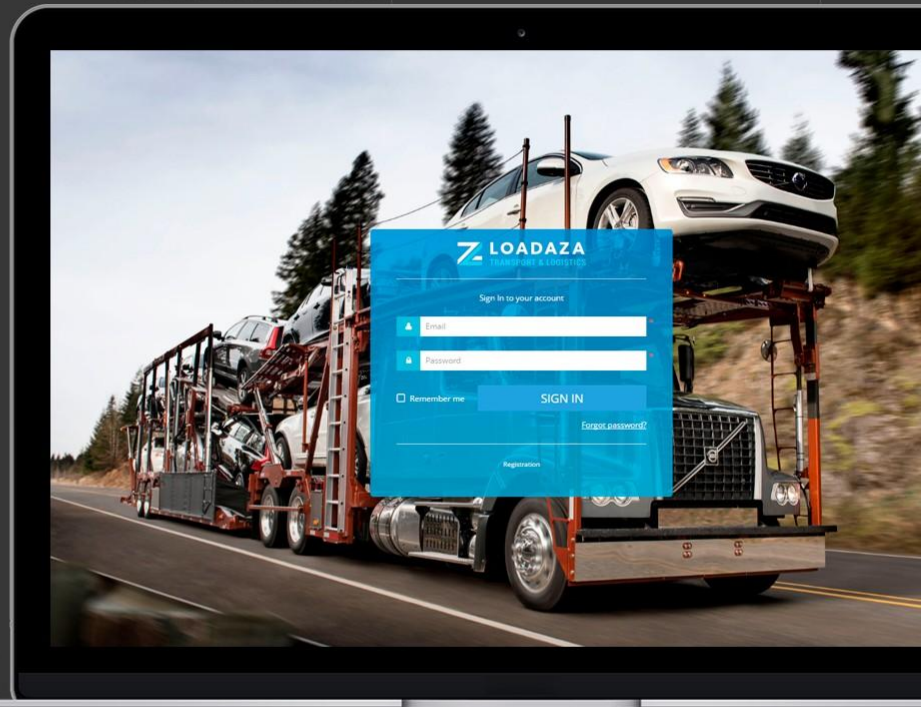 LOADAZA
TRANSPORT & LOGISTICS
Sign In to your account
Email
Password
Remember me
SIGN IN
Forgot password?
Registration